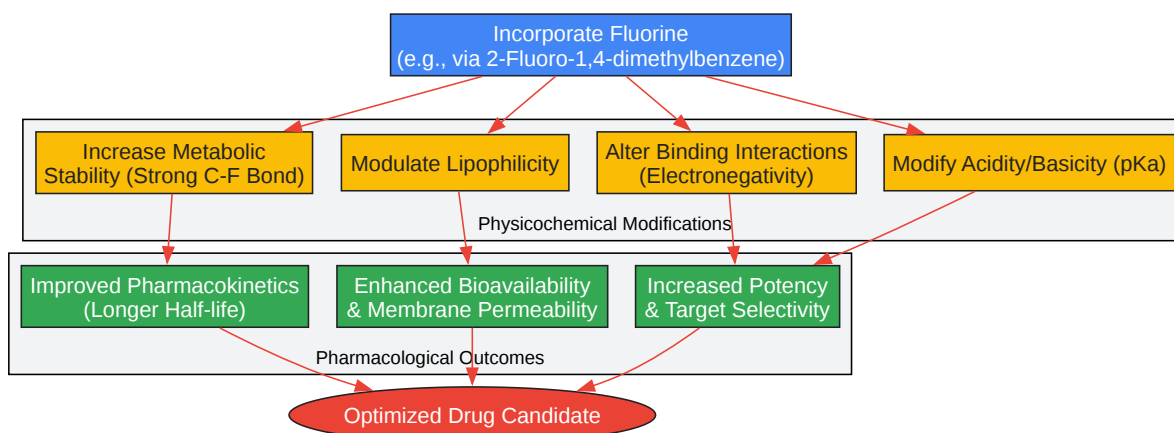 Incorporate Fluorine
(e.g., via 2-Fluoro-1,4-dimethylbenzene)
Increase Metabolic
Stability (Strong C-F Bond)
Modulate Lipophilicity
Alter Binding Interactions
(Electronegativity)
Modify Acidity/Basicity (pKa)
Physicochemical Modifications
Improved Pharmacokinetics
(Longer Half-life)
Enhanced Bioavailability
& Membrane Permeability
Increased Potency
& Target Selectivity
Pharmacological Outcomes
Optimized Drug Candidate